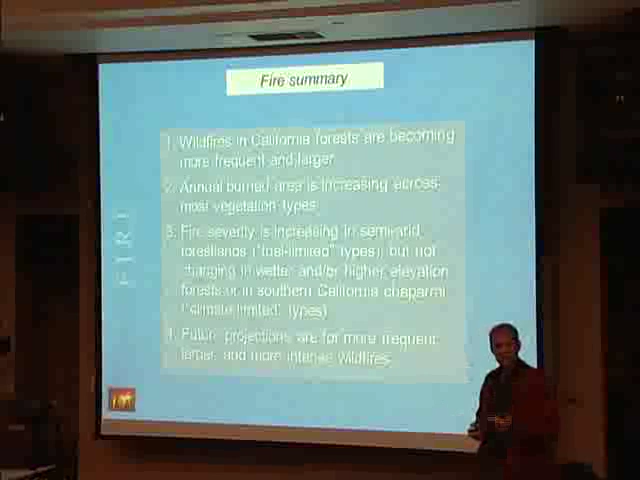 Fire summary
1. Wildfires in California forests are becoming
more frequent and larger
2. Annual burned area is increasing across
most vegetation types
3. Fire severity is increasing in semi-arid
forestlands ("fuel-limited" types), but not
changing in wetter and/or higher elevation
forests or in southern California chaparral
("climate limited" types)
4. Future projections are for more frequent,
larger, and more intense wildfires
FIRE